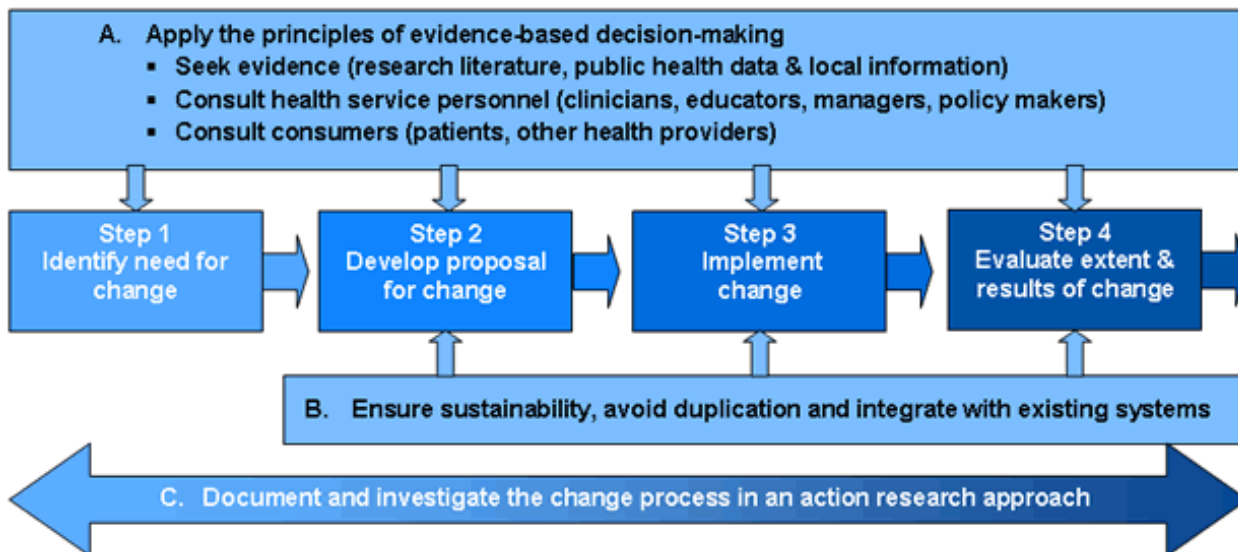 A. Apply the principles of evidence-based decision-making
▪ Seek evidence (research literature, public health data & local information)
▪ Consult health service personnel (clinicians, educators, managers, policy makers)
▪ Consult consumers (patients, other health providers)
Step 1
Identify need for
change
Step 2
Develop proposal
for change
Step 3
Implement
change
Step 4
Evaluate extent &
results of change
B. Ensure sustainability, avoid duplication and integrate with existing systems
C. Document and investigate the change process in an action research approach